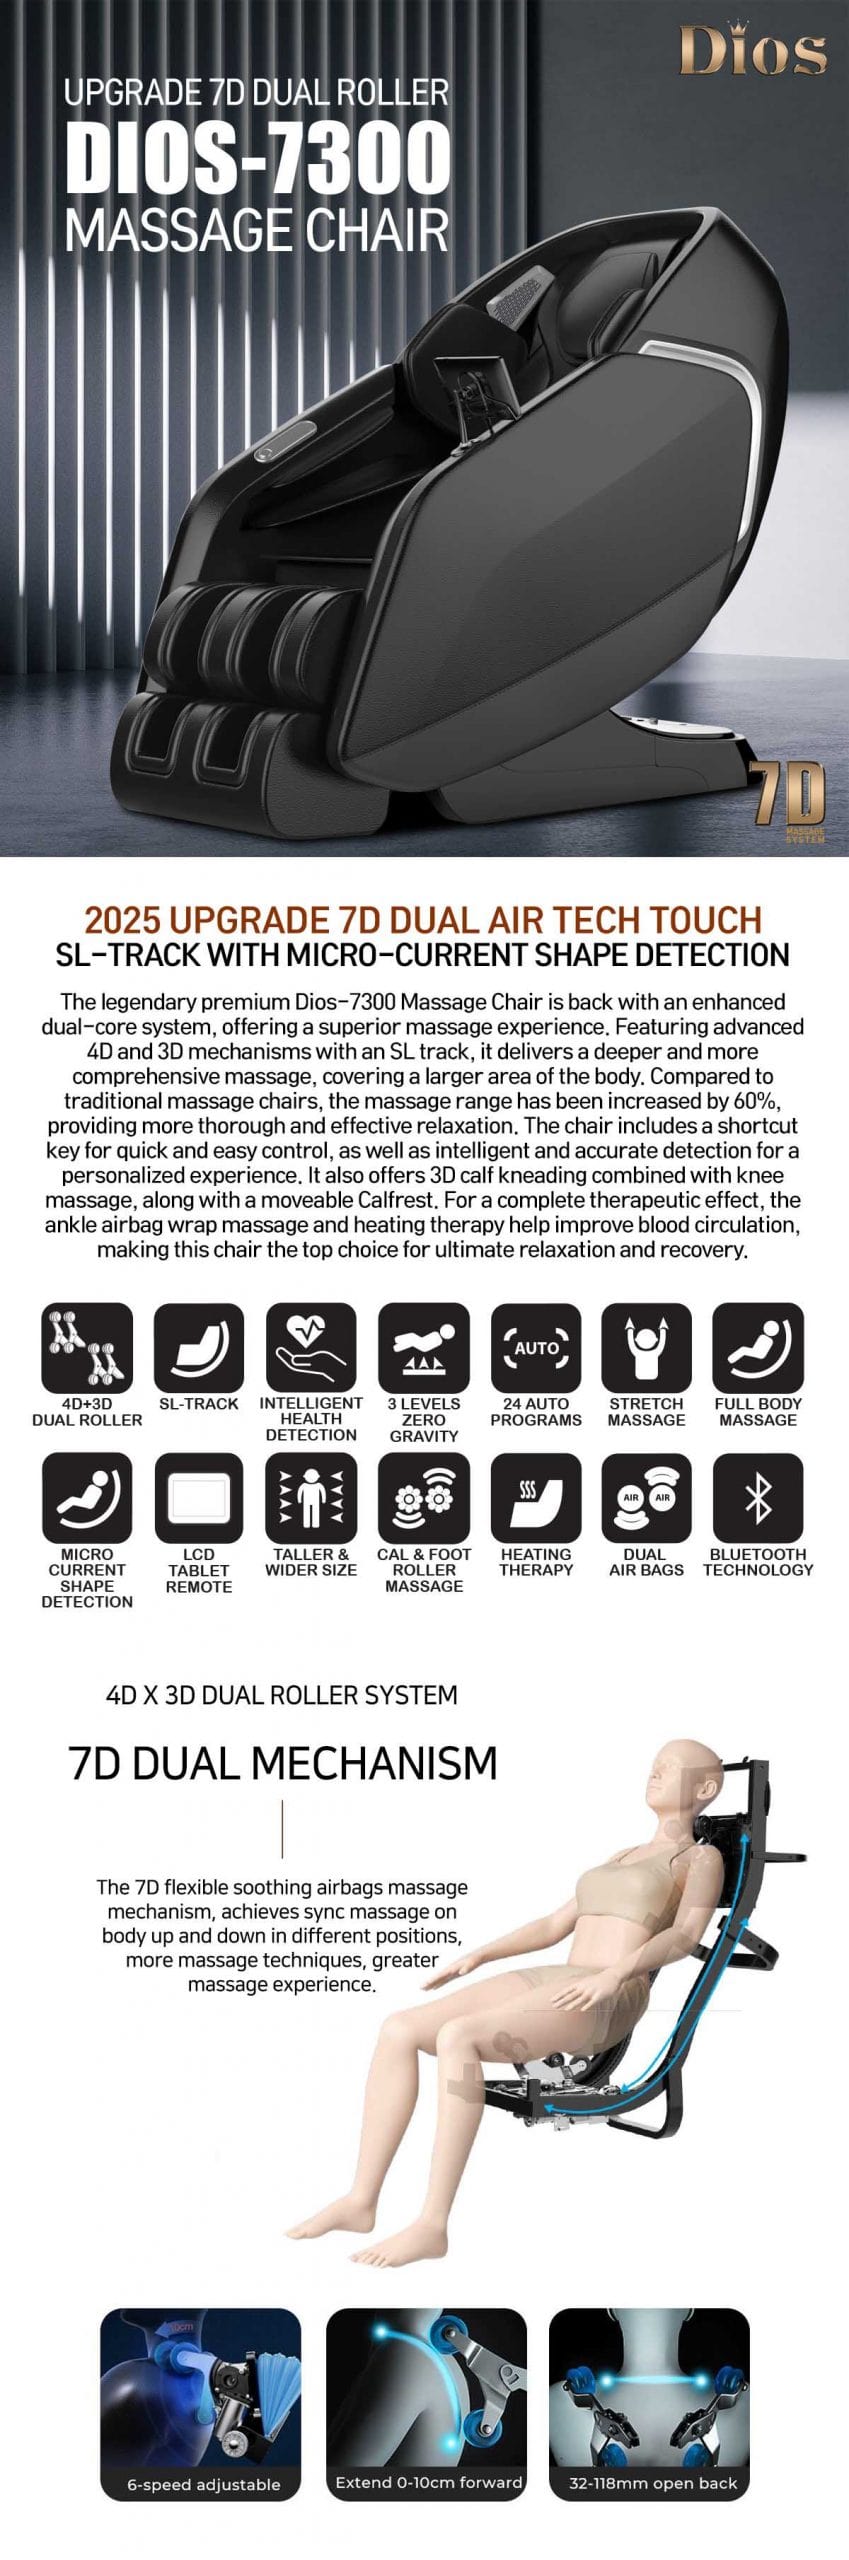 Dios
UPGRADE 7D DUAL ROLLER
DIOS-7300
MASSAGE CHAIR
7D
MASSAGE
SYSTEM
2025 UPGRADE 7D DUAL AIR TECH TOUCH
SL-TRACK WITH MICRO-CURRENT SHAPE DETECTION
The legendary premium Dios-7300 Massage Chair is back with an enhanced
dual-core system, offering a superior massage experience. Featuring advanced
4D and 3D mechanisms with an SL track, it delivers a deeper and more
comprehensive massage, covering a larger area of the body. Compared to
traditional massage chairs, the massage range has been increased by 60%,
providing more thorough and effective relaxation. The chair includes a shortcut
key for quick and easy control, as well as intelligent and accurate detection for a
personalized experience. It also offers 3D calf kneading combined with knee
massage, along with a moveable Calfrest. For a complete therapeutic effect, the
ankle airbag wrap massage and heating therapy help improve blood circulation,
making this chair the top choice for ultimate relaxation and recovery.
4D+3D
DUAL ROLLER
SL-TRACK
INTELLIGENT
HEALTH
DETECTION
3 LEVELS
ZERO
GRAVITY
AUTO
24 AUTO
PROGRAMS
STRETCH
MASSAGE
FULL BODY
MASSAGE
MICRO
CURRENT
SHAPE
DETECTION
LCD
TABLET
REMOTE
TALLER &
WIDER SIZE
CAL & FOOT
ROLLER
MASSAGE
SSS
HEATING
THERAPY
AIR AIR
DUAL
AIR BAGS
BLUETOOTH
TECHNOLOGY
4D X 3D DUAL ROLLER SYSTEM
7D DUAL MECHANISM
The 7D flexible soothing airbags massage
mechanism, achieves sync massage on
body up and down in different positions,
more massage techniques, greater
massage experience.
10cm
6-speed adjustable
Extend 0-10cm forward
32-118mm open back